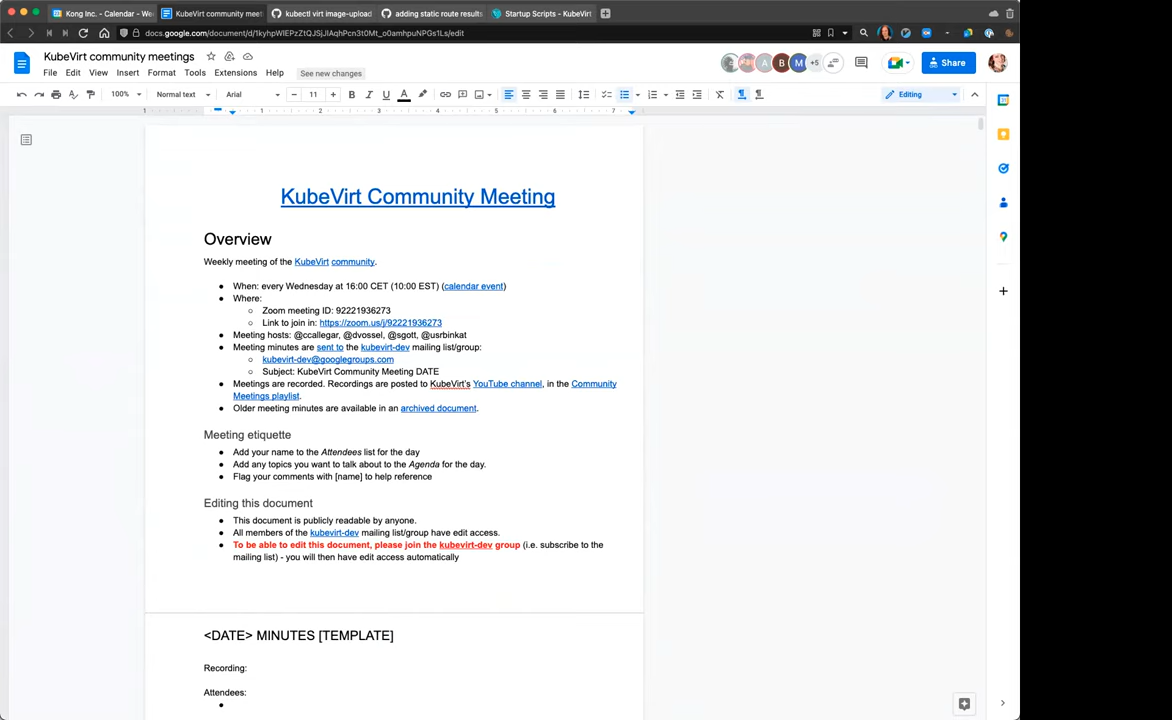 Kong Inc. - Calendar - We
KubeVirt community meet
kubectl virt image-upload
adding static route results
Startup Scripts - KubeVirt
docs.google.com/document/d/1kyhpWlEPzZtQJSjJlAqhPcn3t0Mt_o0amhpuNPGs1Ls/edit
KubeVirt community meetings
File Edit View Insert Format Tools Extensions Help See new changes
+5
Share
100% Normal text Arial 11
Editing
1 1 2 3 4 5 6 7
KubeVirt Community Meeting
Overview
Weekly meeting of the KubeVirt community.
● When: every Wednesday at 16:00 CET (10:00 EST) (calendar event)
● Where:
○ Zoom meeting ID: 92221936273
○ Link to join in: https://zoom.us/j/92221936273
● Meeting hosts: @ccallegar, @dvossel, @sgott, @usrbinkat
● Meeting minutes are sent to the kubevirt-dev mailing list/group:
○ kubevirt-dev@googlegroups.com
○ Subject: KubeVirt Community Meeting DATE
● Meetings are recorded. Recordings are posted to KubeVirt's YouTube channel, in the Community
Meetings playlist.
● Older meeting minutes are available in an archived document.
Meeting etiquette
● Add your name to the Attendees list for the day
● Add any topics you want to talk about to the Agenda for the day.
● Flag your comments with [name] to help reference
Editing this document
● This document is publicly readable by anyone.
● All members of the kubevirt-dev mailing list/group have edit access.
● To be able to edit this document, please join the kubevirt-dev group (i.e. subscribe to the
mailing list) - you will then have edit access automatically
<DATE> MINUTES [TEMPLATE]
Recording:
Attendees:
●